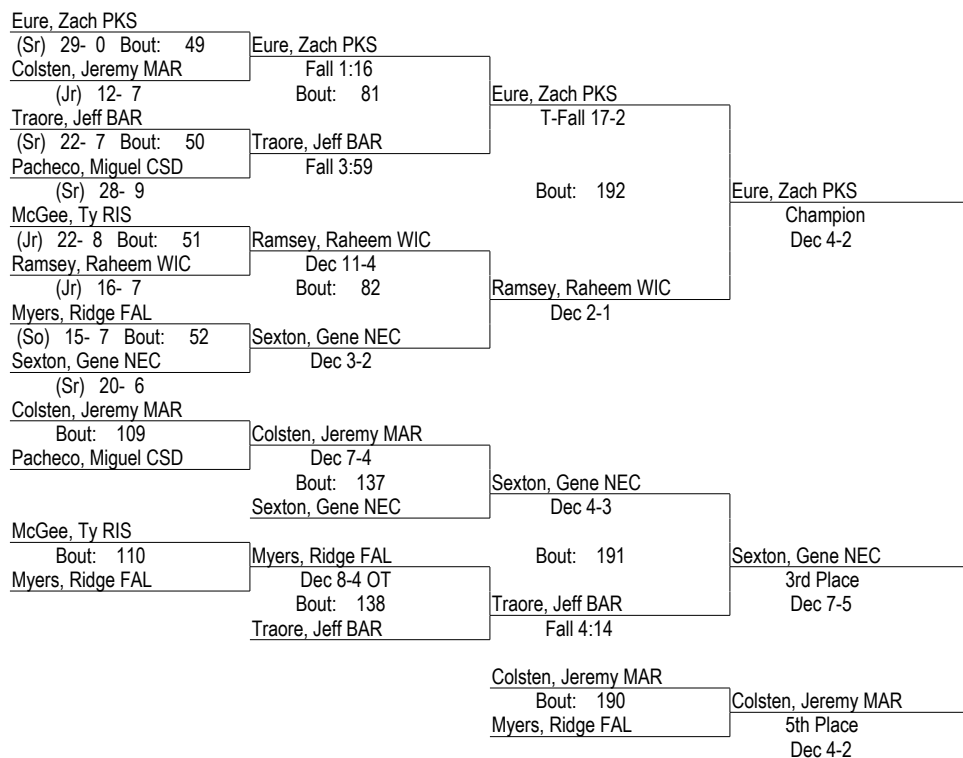 Eure, Zach PKS
(Sr) 29- 0 Bout: 49
Eure, Zach PKS
Colsten, Jeremy MAR
Fall 1:16
(Jr) 12- 7
Bout: 81
Eure, Zach PKS
Traore, Jeff BAR
T-Fall 17-2
(Sr) 22- 7 Bout: 50
Traore, Jeff BAR
Pacheco, Miguel CSD
Fall 3:59
(Sr) 28- 9
Bout: 192
Eure, Zach PKS
McGee, Ty RIS
Champion
(Jr) 22- 8 Bout: 51
Ramsey, Raheem WIC
Dec 4-2
Ramsey, Raheem WIC
Dec 11-4
(Jr) 16- 7
Bout: 82
Ramsey, Raheem WIC
Myers, Ridge FAL
Dec 2-1
(So) 15- 7 Bout: 52
Sexton, Gene NEC
Sexton, Gene NEC
Dec 3-2
(Sr) 20- 6
Colsten, Jeremy MAR
Bout: 109
Colsten, Jeremy MAR
Pacheco, Miguel CSD
Dec 7-4
Bout: 137
Sexton, Gene NEC
Sexton, Gene NEC
Dec 4-3
McGee, Ty RIS
Bout: 110
Myers, Ridge FAL
Bout: 191
Sexton, Gene NEC
Myers, Ridge FAL
Dec 8-4 OT
3rd Place
Bout: 138
Traore, Jeff BAR
Dec 7-5
Traore, Jeff BAR
Fall 4:14
Colsten, Jeremy MAR
Bout: 190
Colsten, Jeremy MAR
Myers, Ridge FAL
5th Place
Dec 4-2